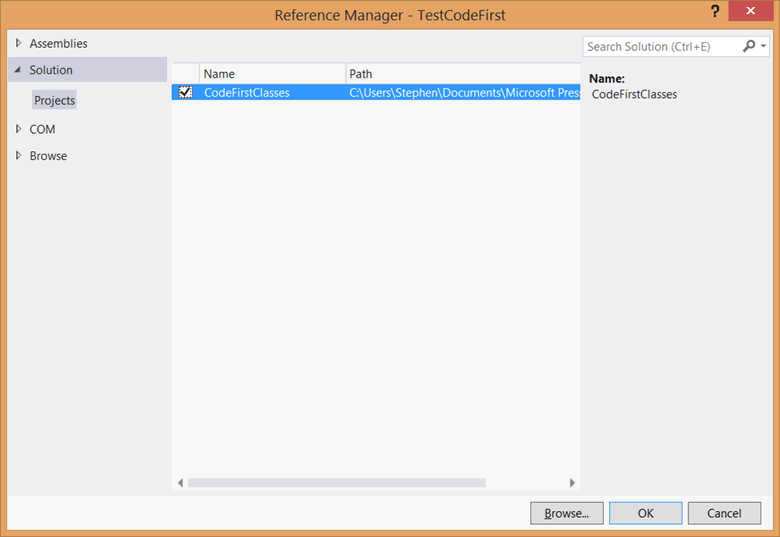 Reference Manager - TestCodeFirst
?
Assemblies
Solution
Projects
COM
Browse
Name Path
CodeFirstClasses C:\Users\Stephen\Documents\Microsoft Pres
Search Solution (Ctrl+E)
Name:
CodeFirstClasses
Browse... OK Cancel